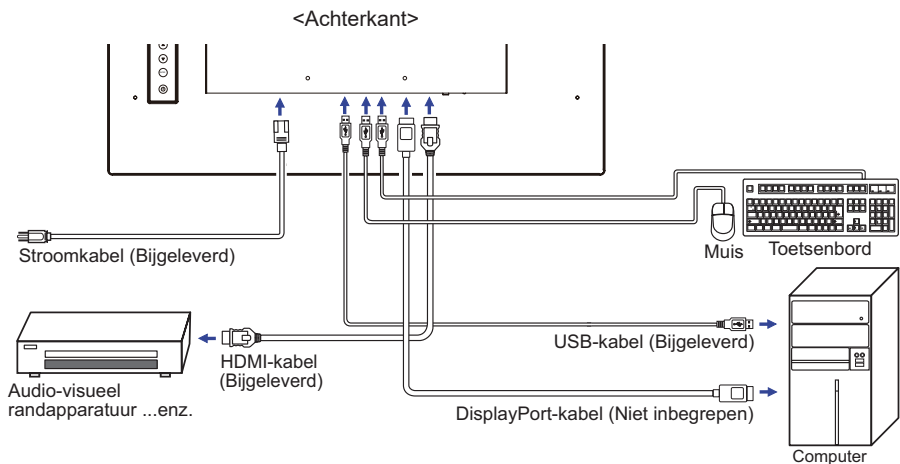 <Achterkant>
Stroomkabel (Bijgeleverd)
Muis
Toetsenbord
HDMI-kabel
(Bijgeleverd)
USB-kabel (Bijgeleverd)
Audio-visueel
randapparatuur ...enz.
DisplayPort-kabel (Niet inbegrepen)
Computer